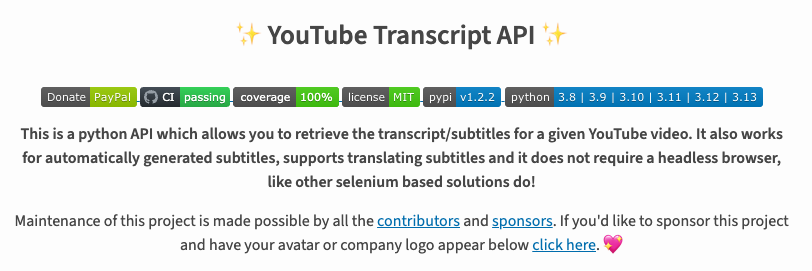 ✨ YouTube Transcript API ✨
Donate PayPal CI passing coverage 100% license MIT pypi v1.2.2 python 3.8 | 3.9 | 3.10 | 3.11 | 3.12 | 3.13
This is a python API which allows you to retrieve the transcript/subtitles for a given YouTube video. It also works
for automatically generated subtitles, supports translating subtitles and it does not require a headless browser,
like other selenium based solutions do!
Maintenance of this project is made possible by all the contributors and sponsors. If you'd like to sponsor this project
and have your avatar or company logo appear below click here. 💖